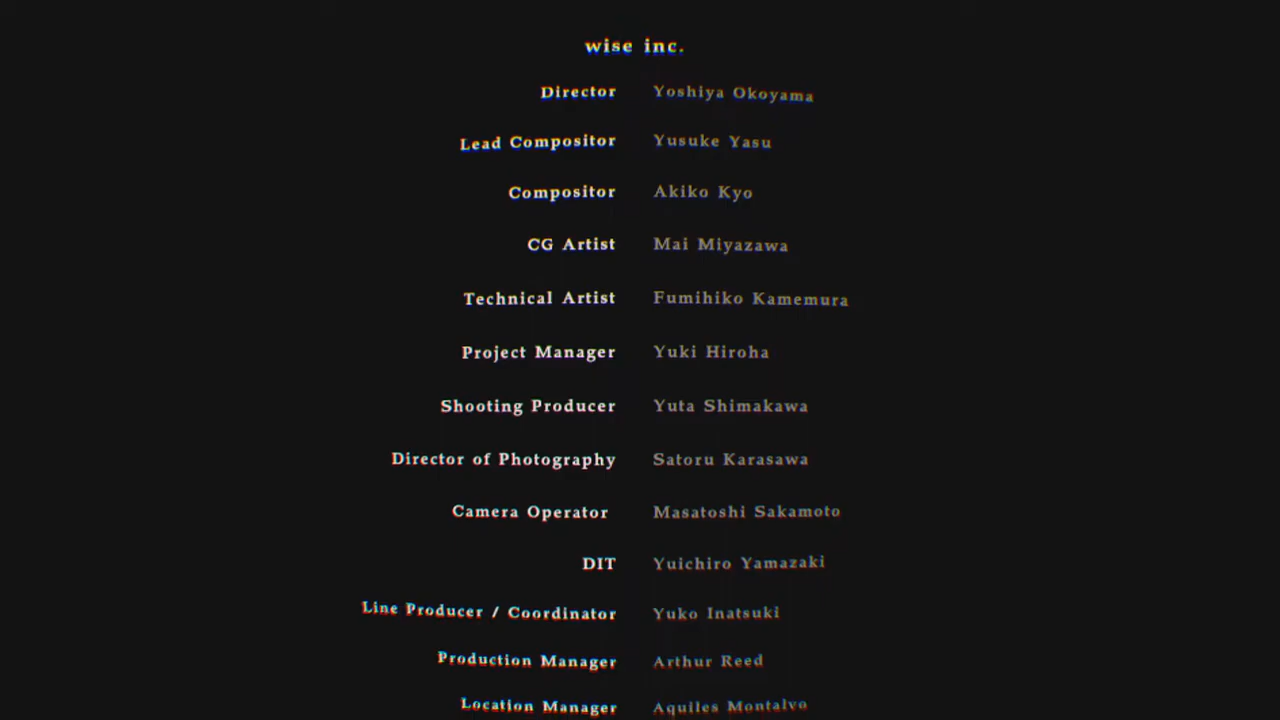 wise inc.
Director Yoshiya Okoyama
Lead Compositor Yusuke Yasu
Compositor Akiko Kyo
CG Artist Mai Miyazawa
Technical Artist Fumihiko Kamemura
Project Manager Yuki Hiroha
Shooting Producer Yuta Shimakawa
Director of Photography Satoru Karasawa
Camera Operator Masatoshi Sakamoto
DIT Yuichiro Yamazaki
Line Producer / Coordinator Yuko Inatsuki
Production Manager Arthur Reed
Location Manager Aquiles Montalvo